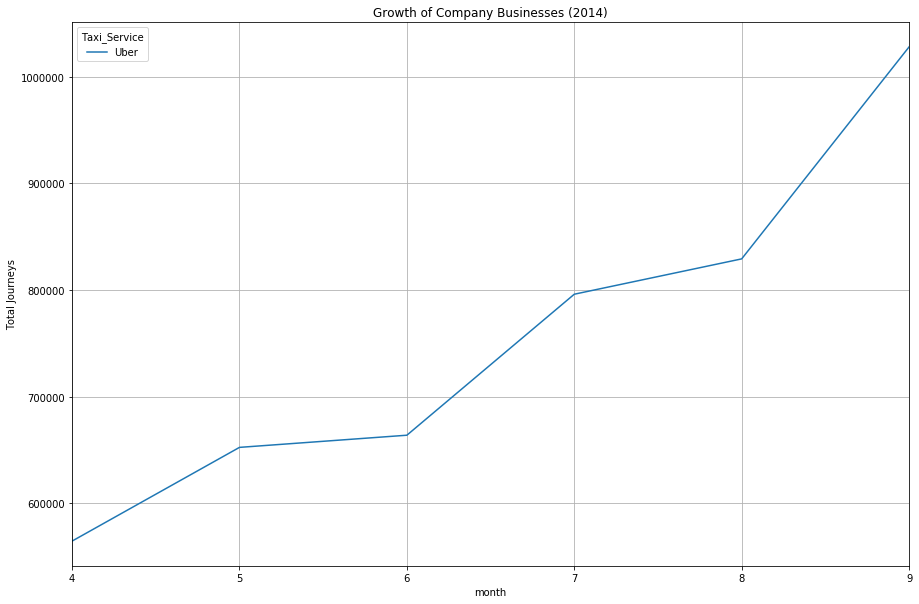 Growth of Company Businesses (2014)
Taxi_Service
Uber
1000000
900000
800000
700000
600000
Total Journeys
4 5 6 7 8 9
month